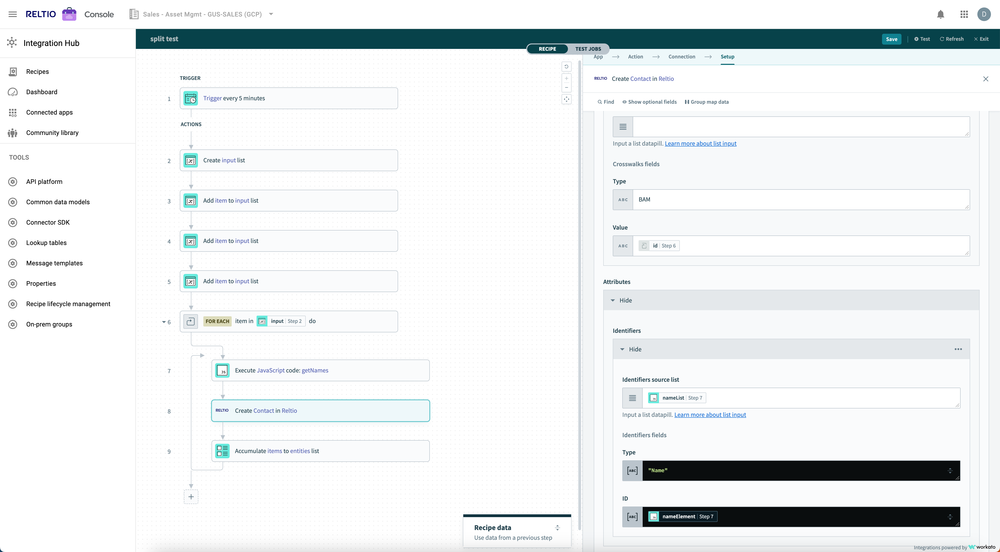 RELTIO Console Sales - Asset Mgmt - GUS-SALES (GCP) D
Integration Hub
Recipes
Dashboard
Connected apps
Community library
TOOLS
API platform
Common data models
Connector SDK
Lookup tables
Message templates
Properties
Recipe lifecycle management
On-prem groups
split test
Save Test Refresh Exit
RECIPE TEST JOBS
TRIGGER
1 Trigger every 5 minutes
ACTIONS
2 [x] Create input list
3 [x] Add item to input list
4 [x] Add item to input list
5 [x] Add item to input list
6 FOR EACH item in [x] input Step 2 do
7 JS Execute JavaScript code: getNames
8 RELTIO Create Contact in Reltio
9 Accumulate items to entities list
Recipe data
Use data from a previous step
App Action Connection Setup
RELTIO Create Contact in Reltio
Find Show optional fields Group map data
Input a list datapill. Learn more about list input
Crosswalks fields
Type
ABC BAM
Value
ABC id Step 6
Attributes
Hide
Identifiers
Hide
Identifiers source list
JS nameList Step 7
Input a list datapill. Learn more about list input
Identifiers fields
Type
[ABC] "Name"
ID
[ABC] JS nameElement Step 7
Integrations powered by workato